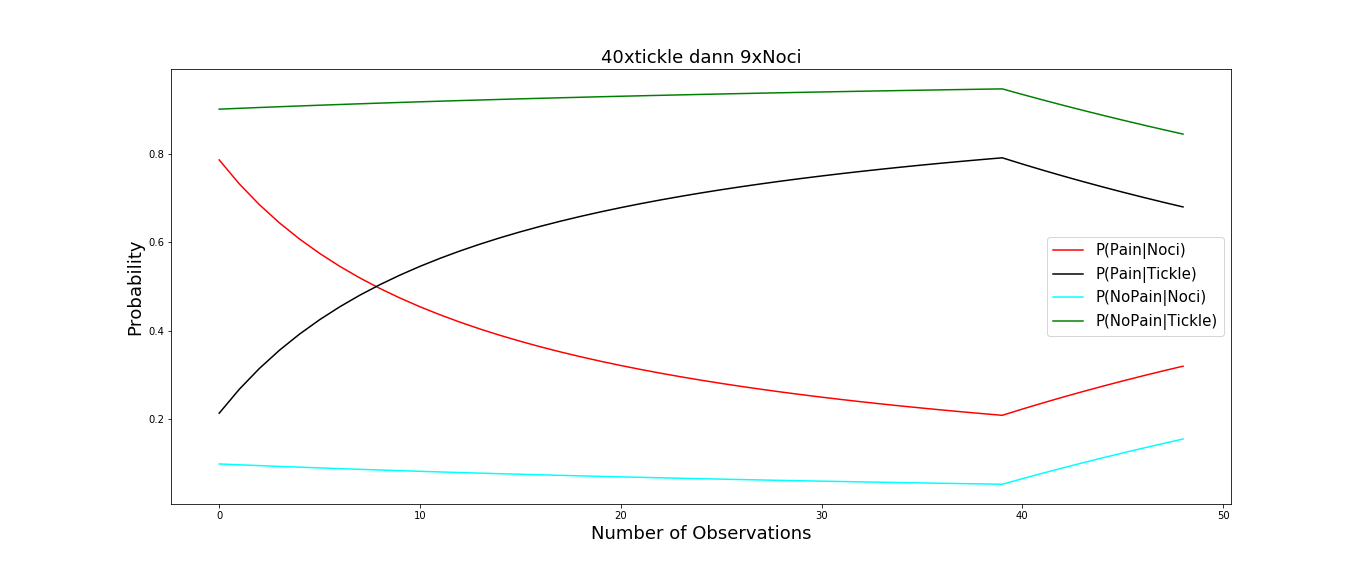 40xtickle dann 9xNoci
Probability
0.8
0.6
0.4
0.2
P(Pain|Noci)
P(Pain|Tickle)
P(NoPain|Noci)
P(NoPain|Tickle)
0 10 20 30 40 50
Number of Observations